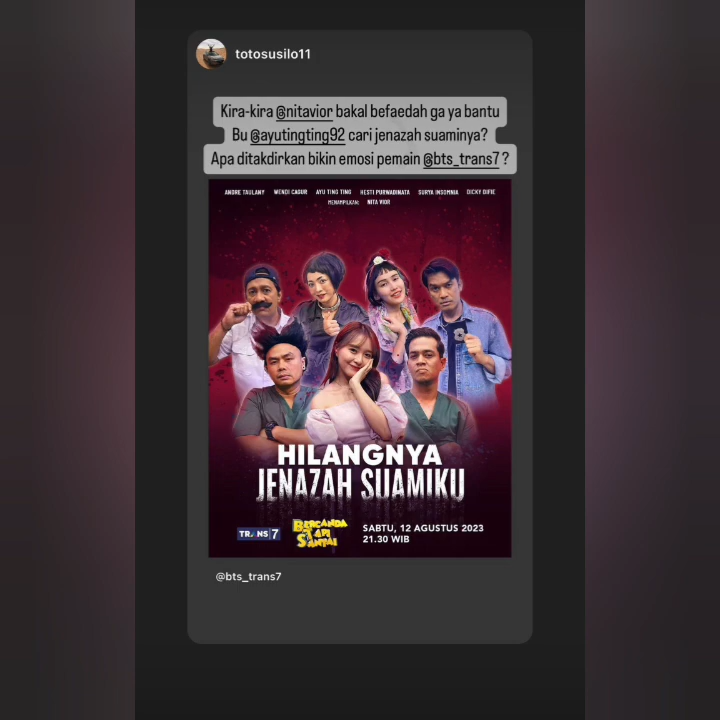 totosusilo11
Kira-kira @nitavior bakal befaedah ga ya bantu
Bu @ayutingting92 cari jenazah suaminya?
Apa ditakdirkan bikin emosi pemain @bts_trans7 ?
ANDRE TAULANY WENDI CAGUR AYU TING TING HESTI PURWADINATA SURYA INSOMNIA DICKY DIFIE
MENAMPILKAN: NITA VIOR
HILANGNYA
JENAZAH SUAMIKU
TRANS|7
BERCANDA
TAPI
SANTAI
SABTU, 12 AGUSTUS 2023
21.30 WIB
@bts_trans7